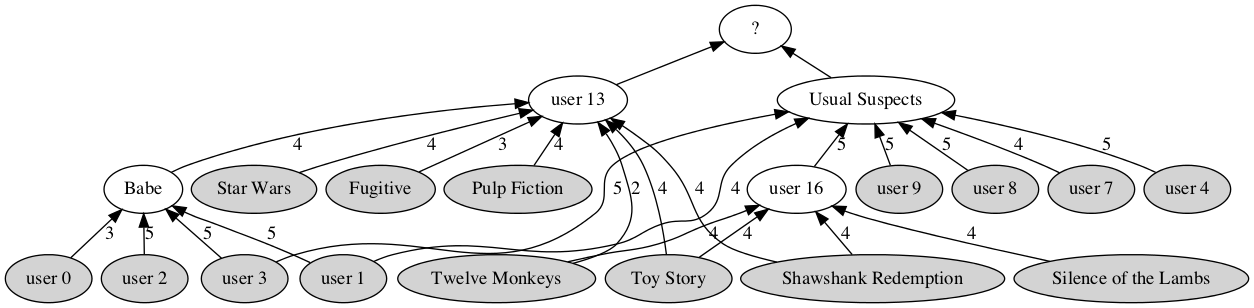 ?
user 13
Usual Suspects
4
4
3
4
5
2
4
4
4
5
5
5
4
5
Babe
Star Wars
Fugitive
Pulp Fiction
user 16
user 9
user 8
user 7
user 4
3
5
5
5
4
4
4
4
user 0
user 2
user 3
user 1
Twelve Monkeys
Toy Story
Shawshank Redemption
Silence of the Lambs